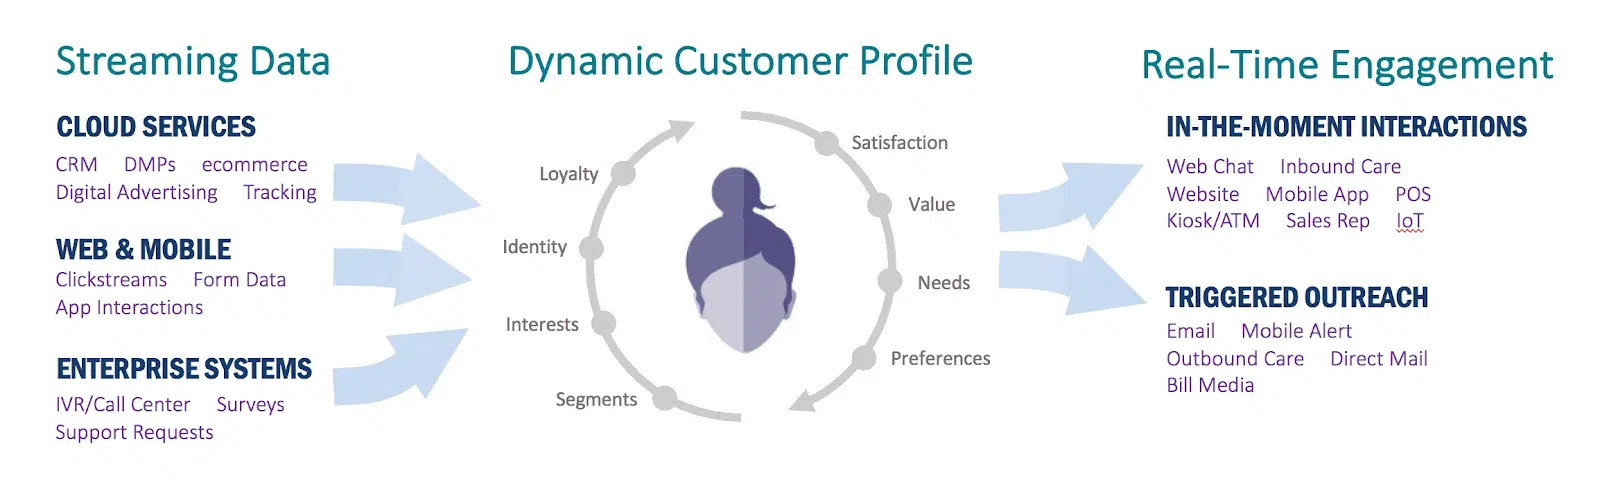 Streaming Data
CLOUD SERVICES
CRM DMPs ecommerce
Digital Advertising Tracking
WEB & MOBILE
Clickstreams Form Data
App Interactions
ENTERPRISE SYSTEMS
IVR/Call Center Surveys
Support Requests
Dynamic Customer Profile
Loyalty
Identity
Interests
Segments
Satisfaction
Value
Needs
Preferences
Real-Time Engagement
IN-THE-MOMENT INTERACTIONS
Web Chat Inbound Care
Website Mobile App POS
Kiosk/ATM Sales Rep IoT
TRIGGERED OUTREACH
Email Mobile Alert
Outbound Care Direct Mail
Bill Media